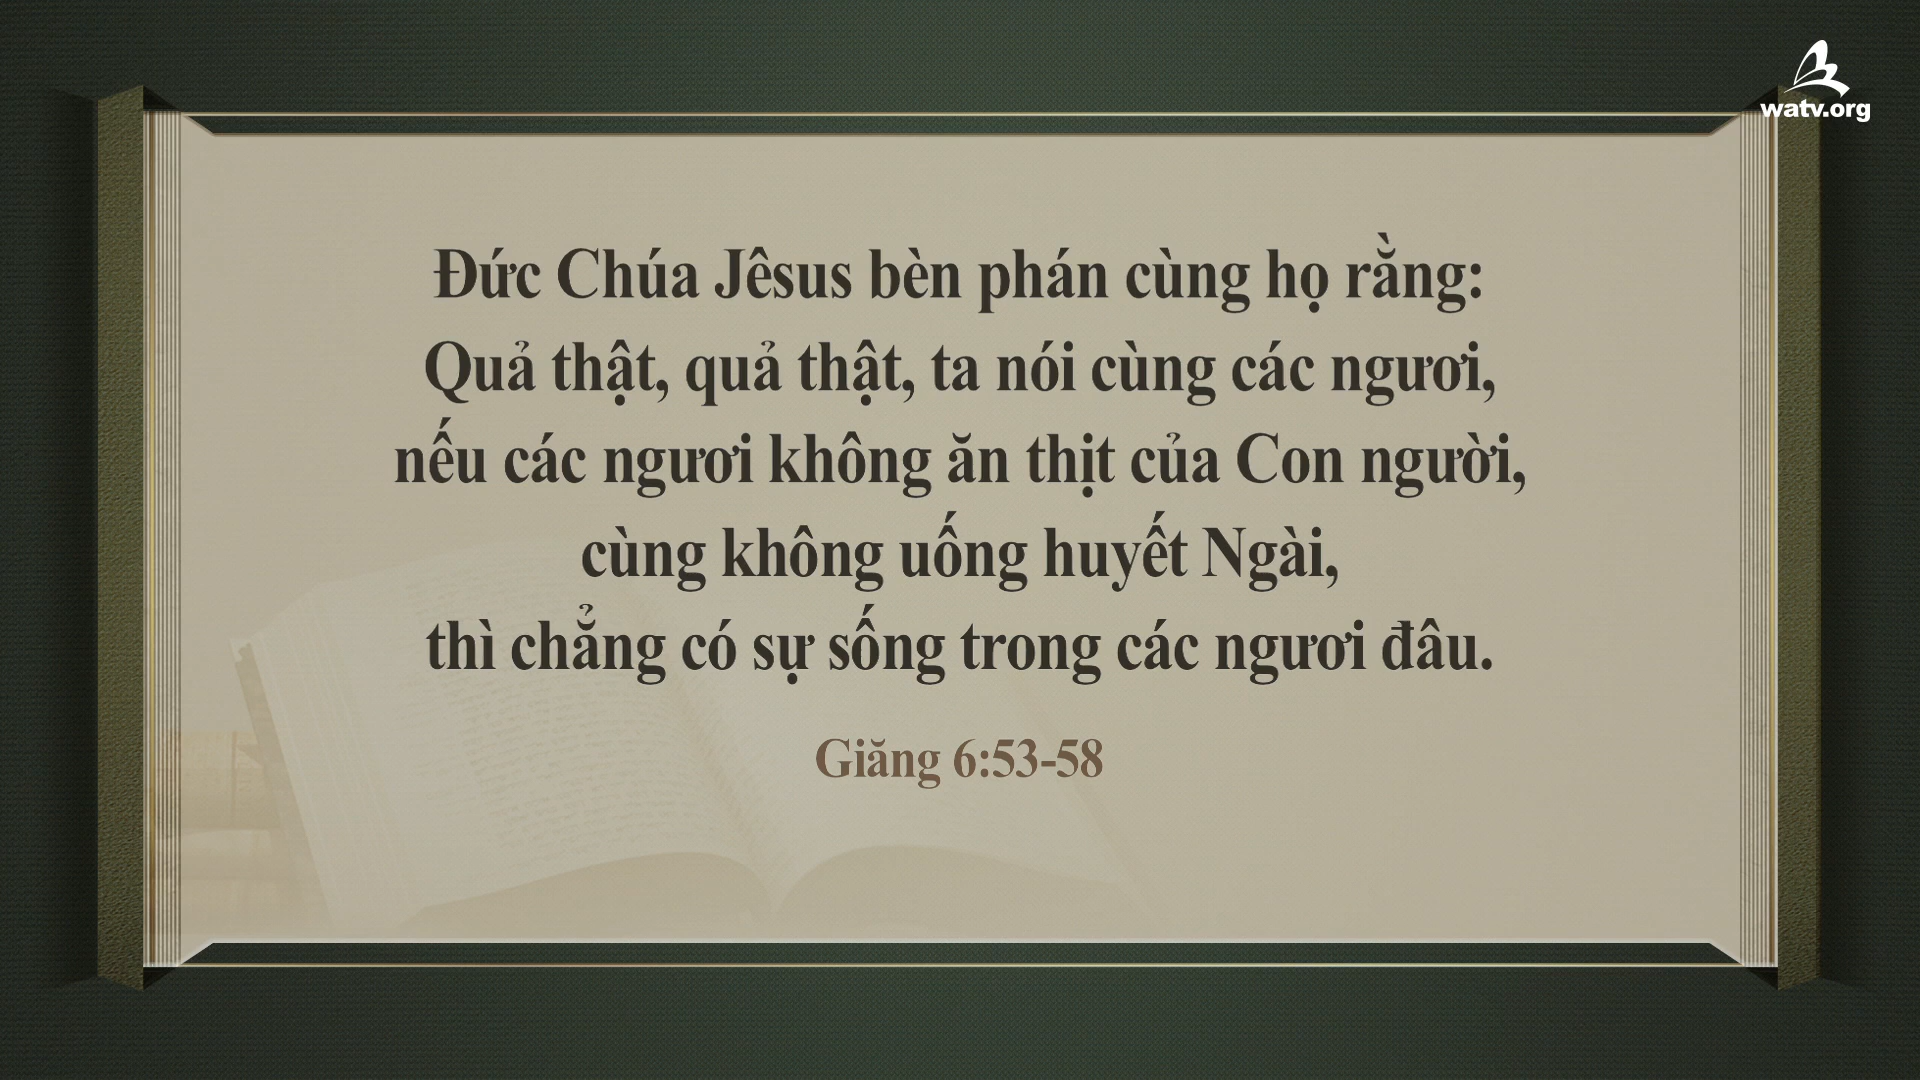 watv.org
Đức Chúa Jêsus bèn phán cùng họ rằng:
Quả thật, quả thật, ta nói cùng các ngươi,
nếu các ngươi không ăn thịt của Con người,
cùng không uống huyết Ngài,
thì chẳng có sự sống trong các ngươi đâu.
Giăng 6:53-58